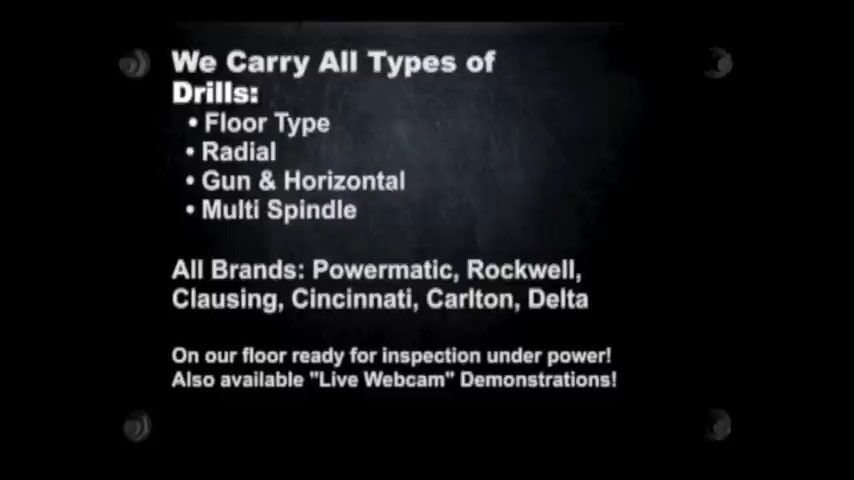 We Carry All Types of
Drills:
• Floor Type
• Radial
• Gun & Horizontal
• Multi Spindle
All Brands: Powermatic, Rockwell,
Clausing, Cincinnati, Carlton, Delta
On our floor ready for inspection under power!
Also available "Live Webcam" Demonstrations!